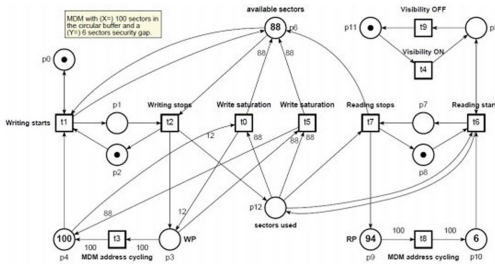 available sectors
MDM with (X=) 100 sectors in
the circular buffer and a
(Y=) 6 sectors security gap.
88
p6
88
88
Visibility OFF
p11
t9
Visibility ON
t4
p0
p1
Writing stops
Write saturation
Write saturation
Reading stops
p7
Reading star
Writing starts
t1
t2
t0
t5
t7
t6
12
88
88
88
p2
p8
88
12
p12
sectors used
100
p4
100
t3
100
p3
WP
MDM address cycling
RP
94
p9
100
t8
100
6
p10
MDM address cycling